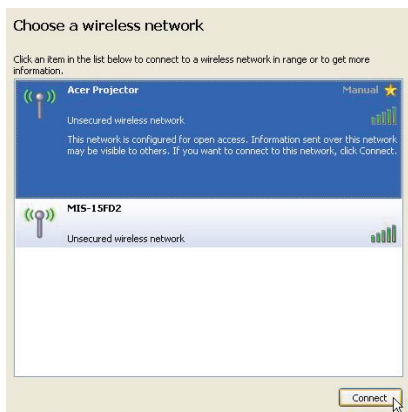 Choose a wireless network
Click an item in the list below to connect to a wireless network in range or to get more
information.
Acer Projector Manual
Unsecured wireless network
This network is configured for open access. Information sent over this network
may be visible to others. If you want to connect to this network, click Connect.
MIS-15FD2
Unsecured wireless network
Connect